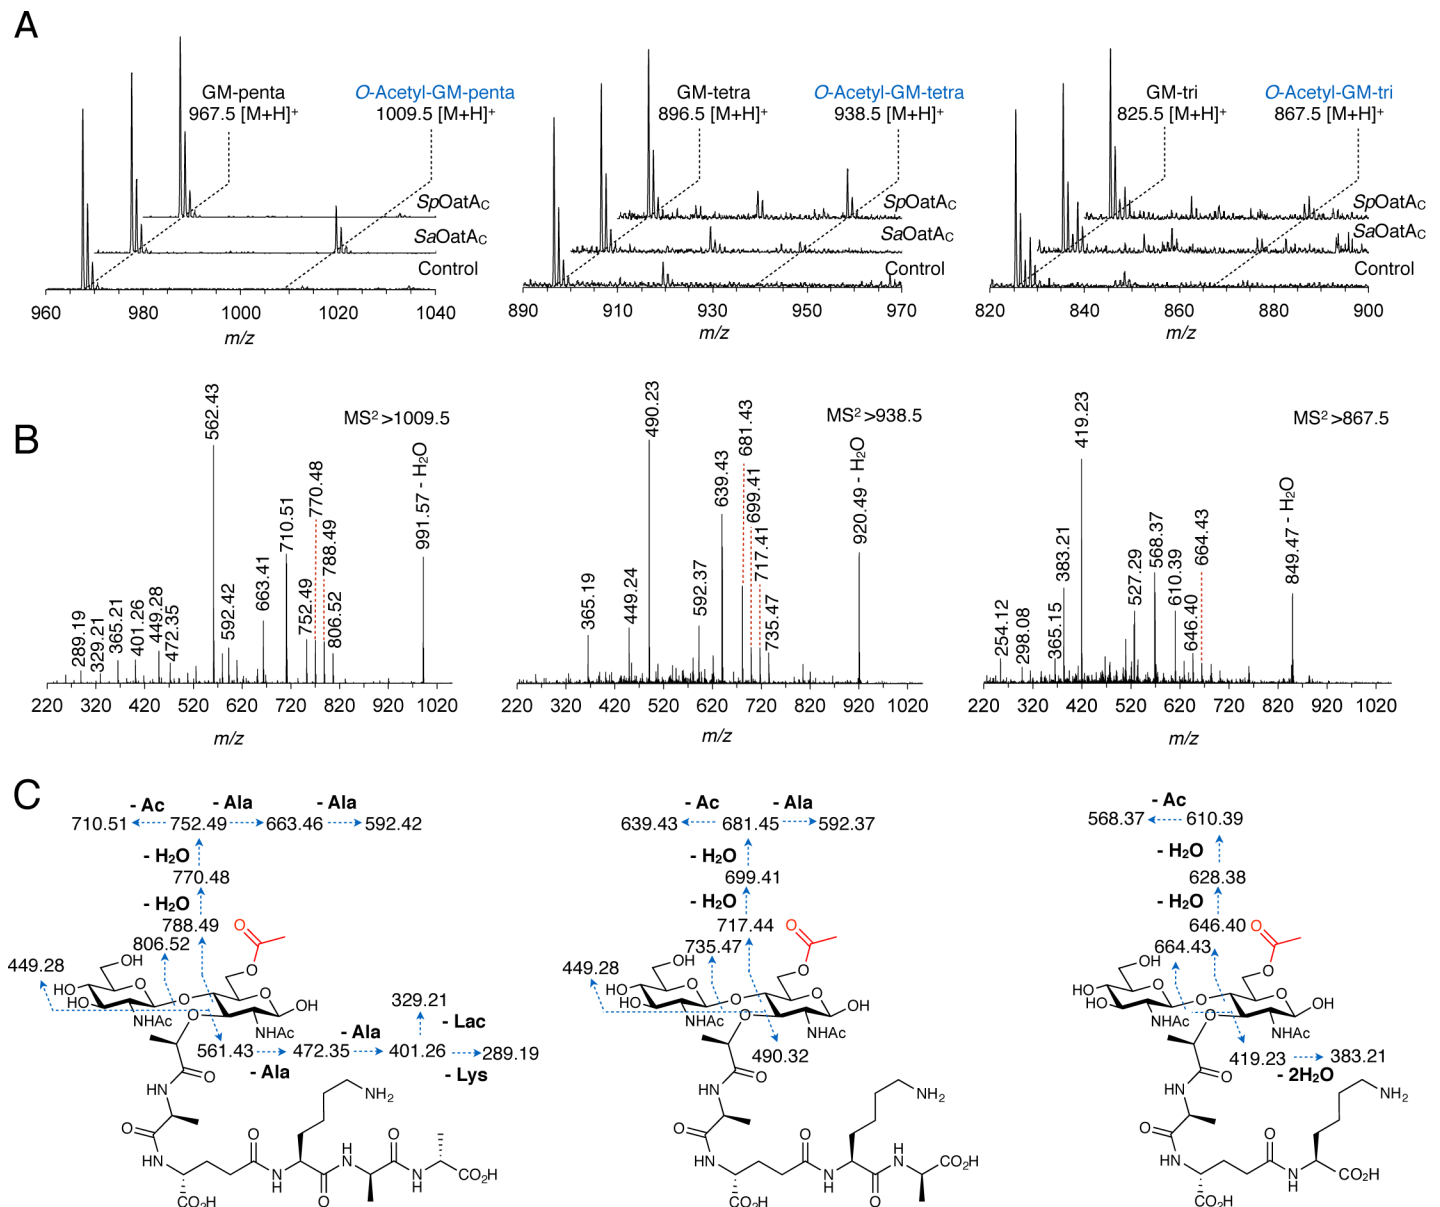 A
GM-penta
967.5 [M+H]+
O-Acetyl-GM-penta
1009.5 [M+H]+
SpOatAC
SaOatAC
Control
960 980 1000 1020 1040
m/z
GM-tetra
896.5 [M+H]+
O-Acetyl-GM-tetra
938.5 [M+H]+
SpOatAC
SaOatAC
Control
890 910 930 950 970
m/z
GM-tri
825.5 [M+H]+
O-Acetyl-GM-tri
867.5 [M+H]+
SpOatAC
SaOatAC
Control
820 840 860 880 900
m/z
B
MS2>1009.5
289.19
329.21
365.21
401.26
449.28
472.35
562.43
592.42
663.41
710.51
752.49
770.48
788.49
806.52
991.57 - H2O
220 320 420 520 620 720 820 920 1020
m/z
MS2>938.5
365.19
449.24
490.23
592.37
639.43
681.43
699.41
717.41
735.47
920.49 - H2O
220 320 420 520 620 720 820 920 1020
m/z
MS2>867.5
254.12
298.08
365.15
383.21
419.23
527.29
568.37
610.39
646.40
664.43
849.47 - H2O
220 320 420 520 620 720 820 920 1020
m/z
C
- Ac - Ala - Ala
710.51 752.49 663.46 592.42
- H2O
770.48
- H2O
788.49
806.52
O
O
449.28
OH
HO
HO
O
O
O
OH
NHAc
O
NHAc
329.21
- Lac
- Ala
561.43 472.35 401.26 289.19
- Ala - Lys
O
HN
NH2
O
HN
O
O
O
N
H
N
H
O
N
H
CO2H
CO2H
- Ac - Ala
639.43 681.45 592.37
- H2O
699.41
- H2O
717.44
735.47
O
O
449.28
OH
HO
HO
O
O
O
OH
NHAc
O
NHAc
490.32
O
HN
NH2
O
HN
O
N
H
H
N
O
CO2H
CO2H
- Ac
568.37 610.39
- H2O
628.38
- H2O
646.40
664.43
O
O
OH
HO
HO
O
O
O
OH
NHAc
O
NHAc
419.23 383.21
- 2H2O
O
HN
NH2
O
HN
O
N
H
CO2H
CO2H